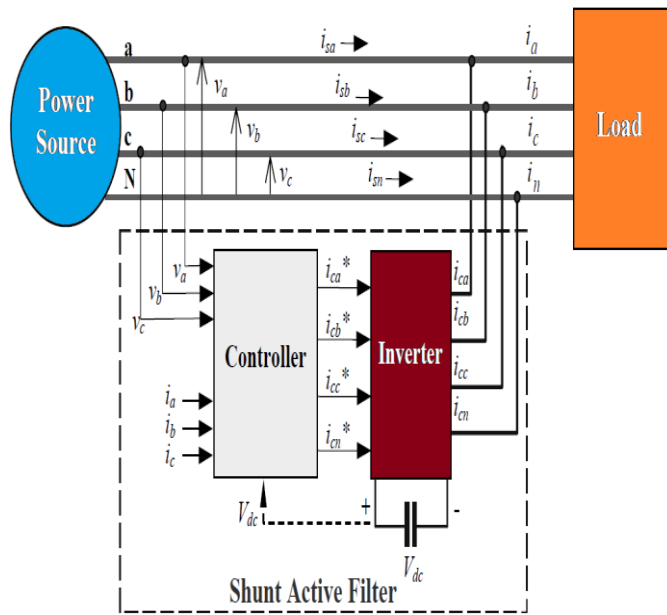 a
i_sa
i_a
b
i_sb
i_b
v_a
v_b
c
i_sc
i_c
v_c
N
i_sn
i_n
Power
Source
Load
v_a
v_b
v_c
i_a
i_b
i_c
Controller
i_ca*
i_cb*
i_cc*
i_cn*
Inverter
i_ca
i_cb
i_cc
i_cn
V_dc
+
-
V_dc
Shunt Active Filter